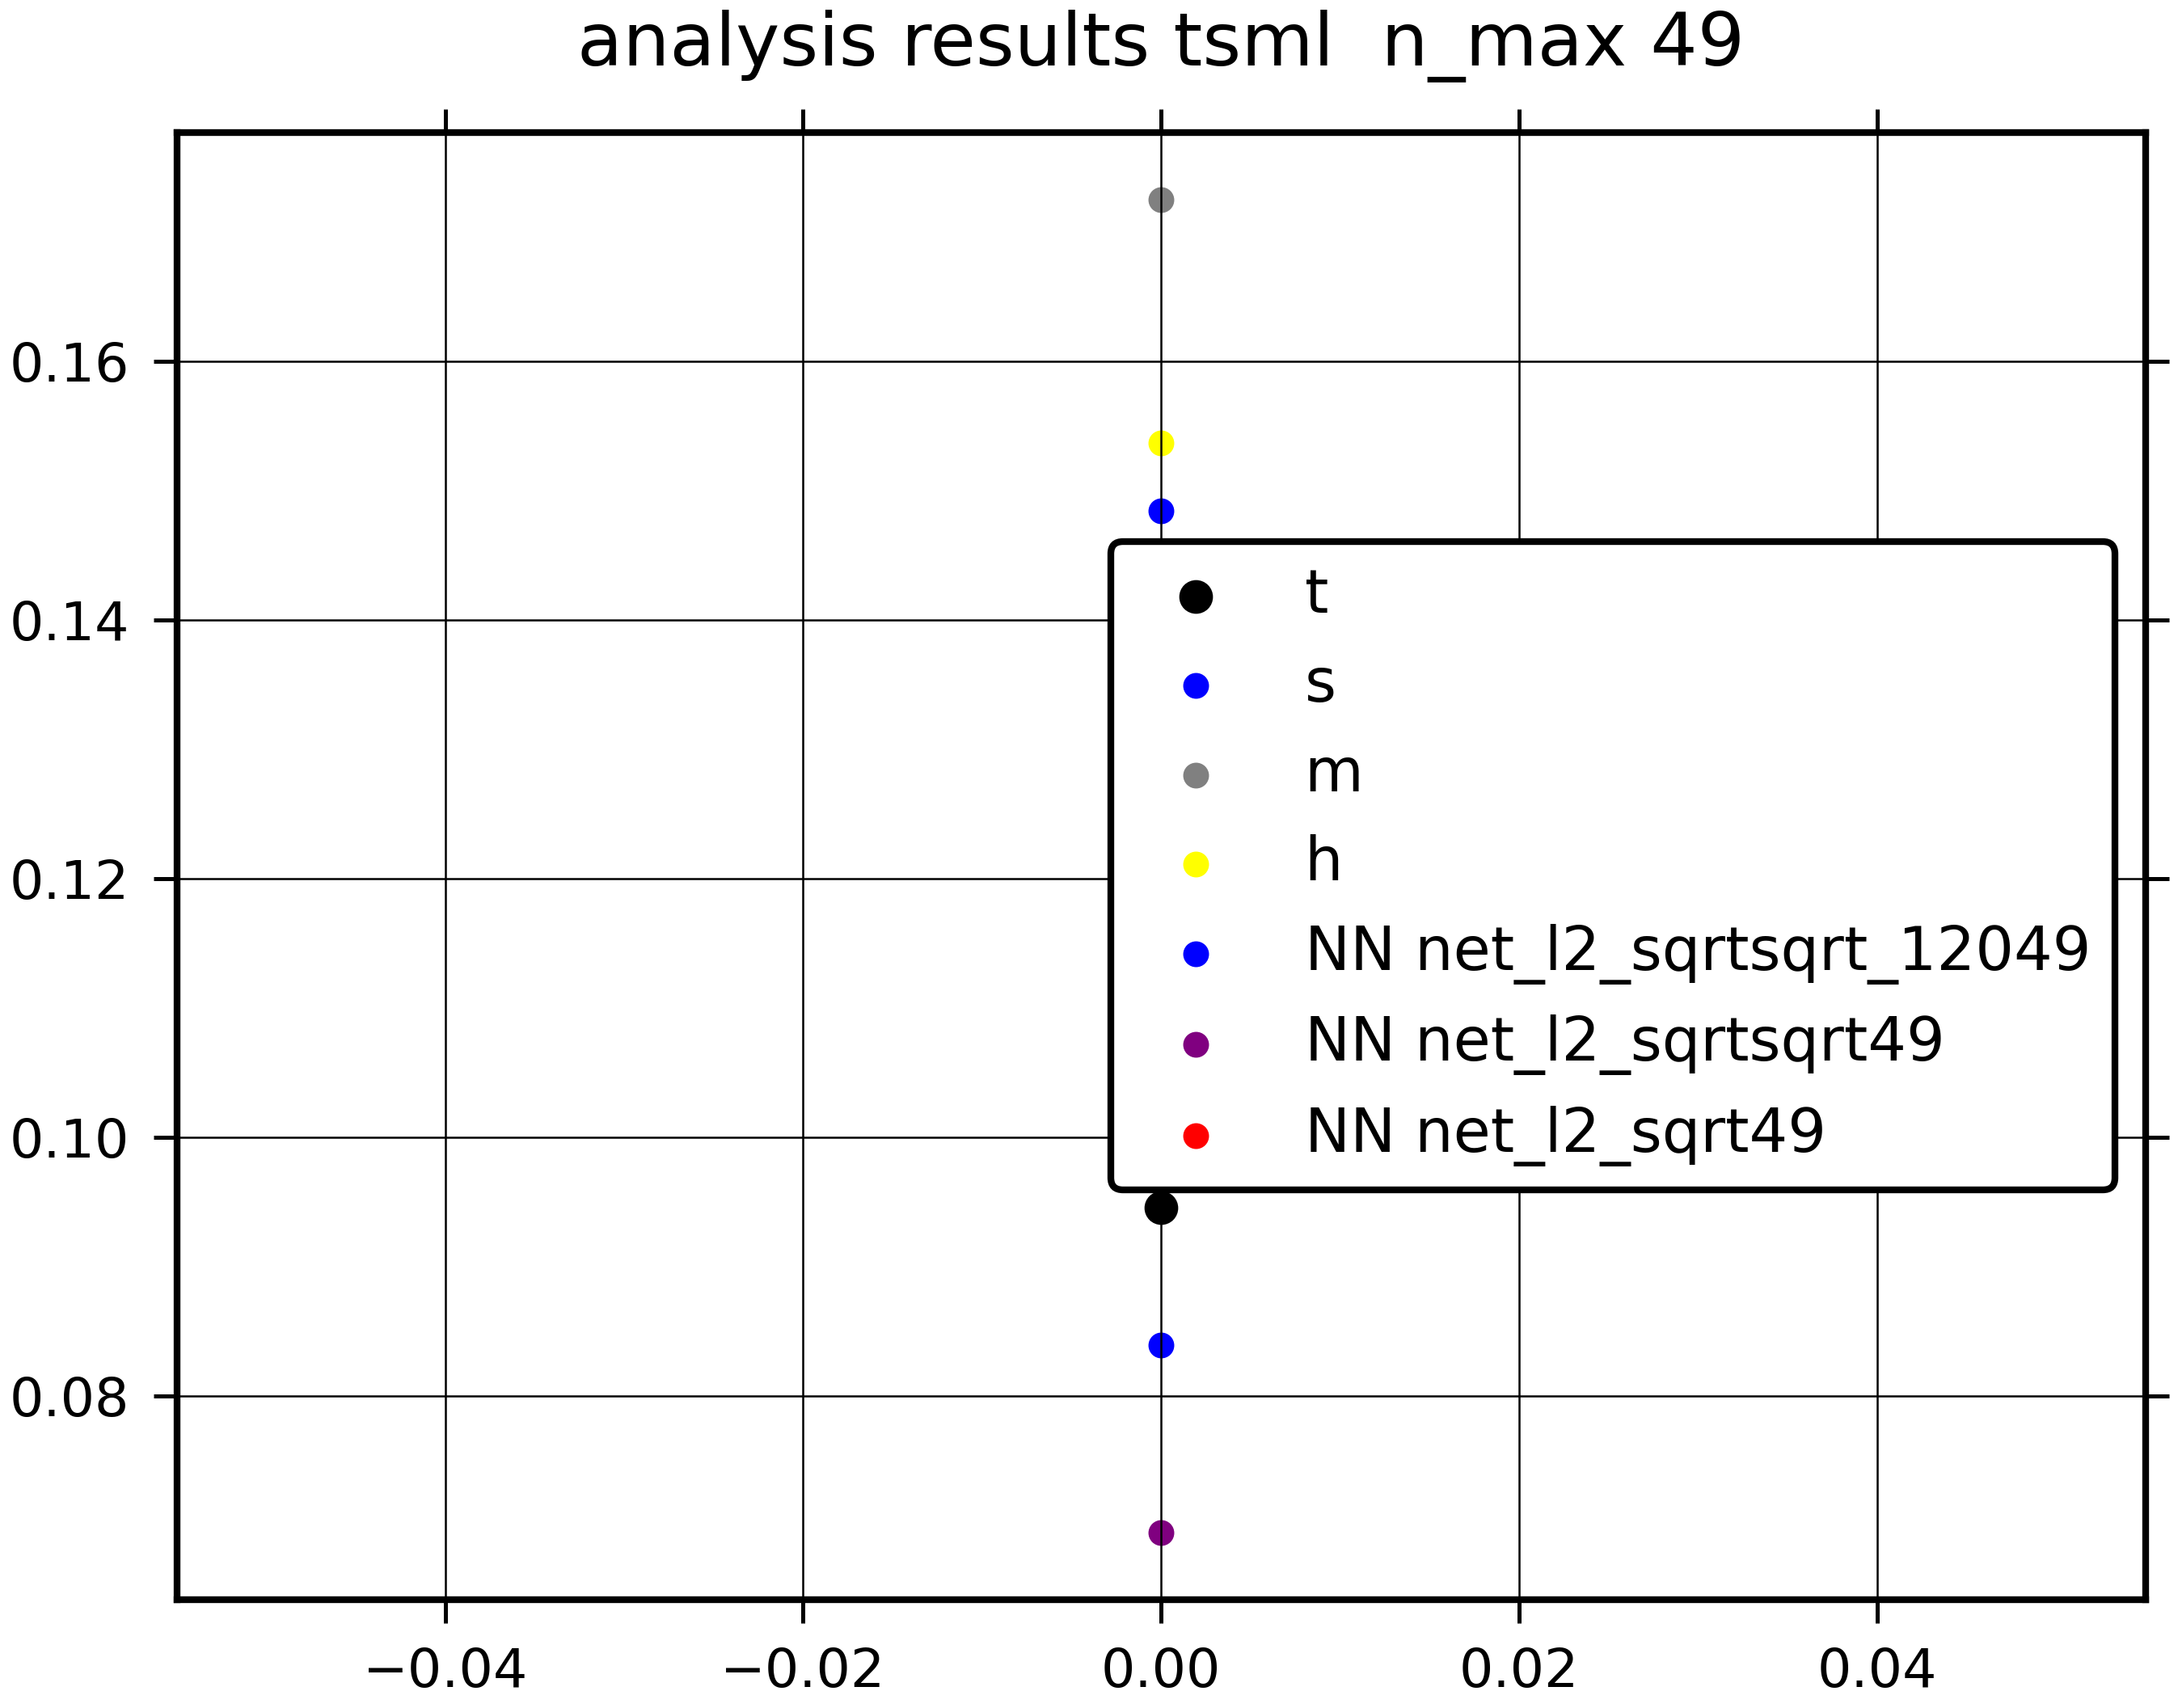 analysis results tsml  n_max 49
0.16
0.14
0.12
0.10
0.08
t
s
m
h
NN net_l2_sqrtsqrt_12049
NN net_l2_sqrtsqrt49
NN net_l2_sqrt49
−0.04 −0.02 0.00 0.02 0.04